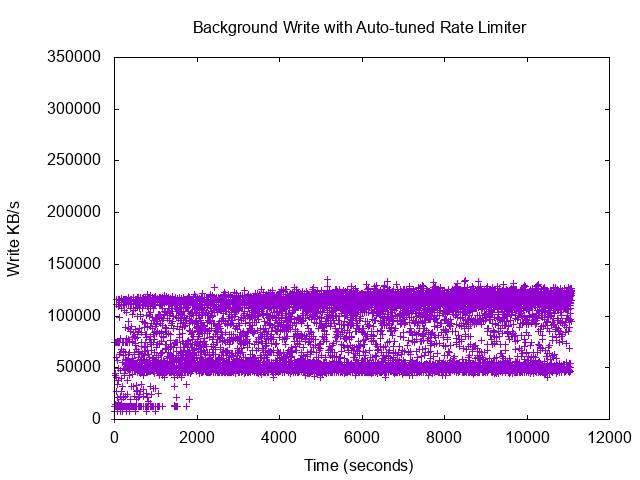 Background Write with Auto-tuned Rate Limiter
350000
300000
250000
200000
150000
100000
50000
0
Write KB/s
0 2000 4000 6000 8000 10000 12000
Time (seconds)